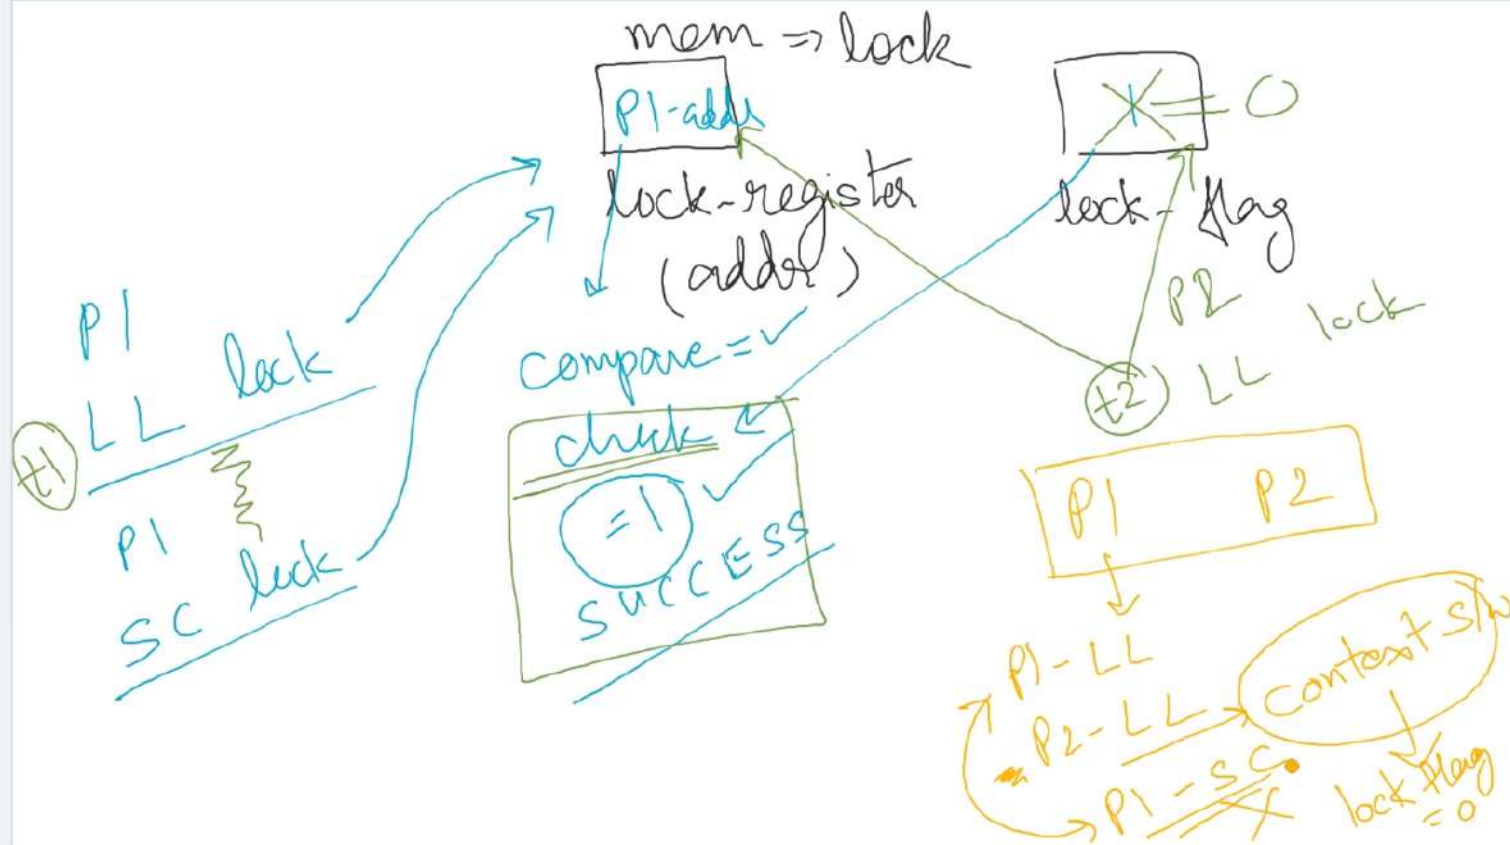 mem => lock
P1-addr
X = 0
lock-register
(addr)
lock-flag
P1
LL lock
t1
P1
SC lock
compare = ✓
check
=1 ✓
SUCCESS
P2
t2 LL lock
P1 P2
P1-LL
P2-LL
P1-SC X
context s/w
lock flag
=0